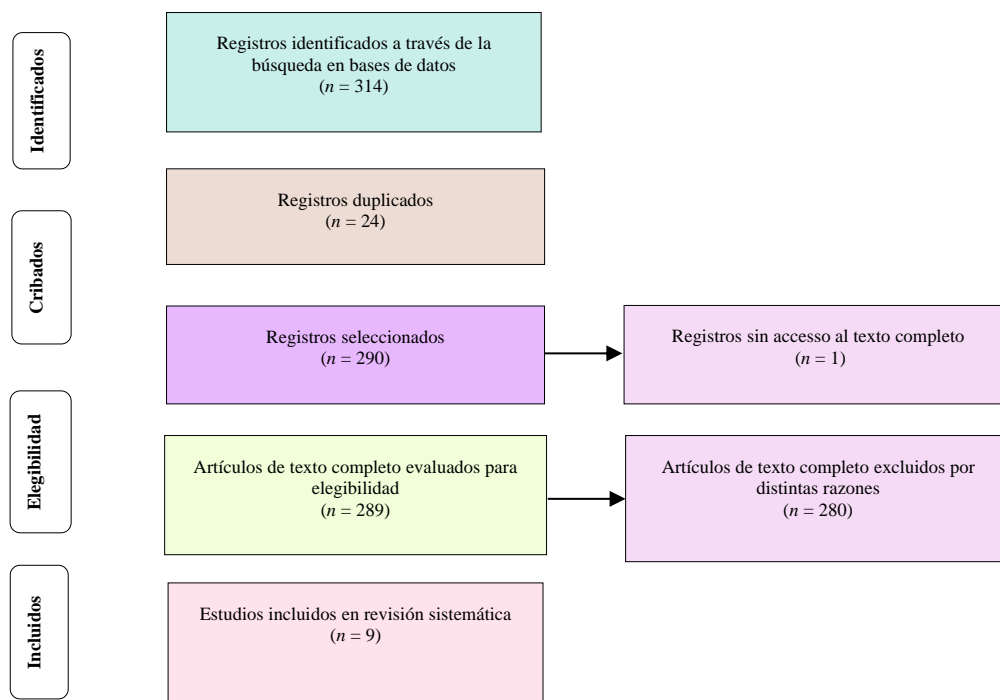 Identificados
Registros identificados a través de la
búsqueda en bases de datos
(n = 314)
Registros duplicados
(n = 24)
Cribados
Registros seleccionados
(n = 290)
Registros sin accesso al texto completo
(n = 1)
Elegibilidad
Artículos de texto completo evaluados para
elegibilidad
(n = 289)
Artículos de texto completo excluidos por
distintas razones
(n = 280)
Incluidos
Estudios incluidos en revisión sistemática
(n = 9)